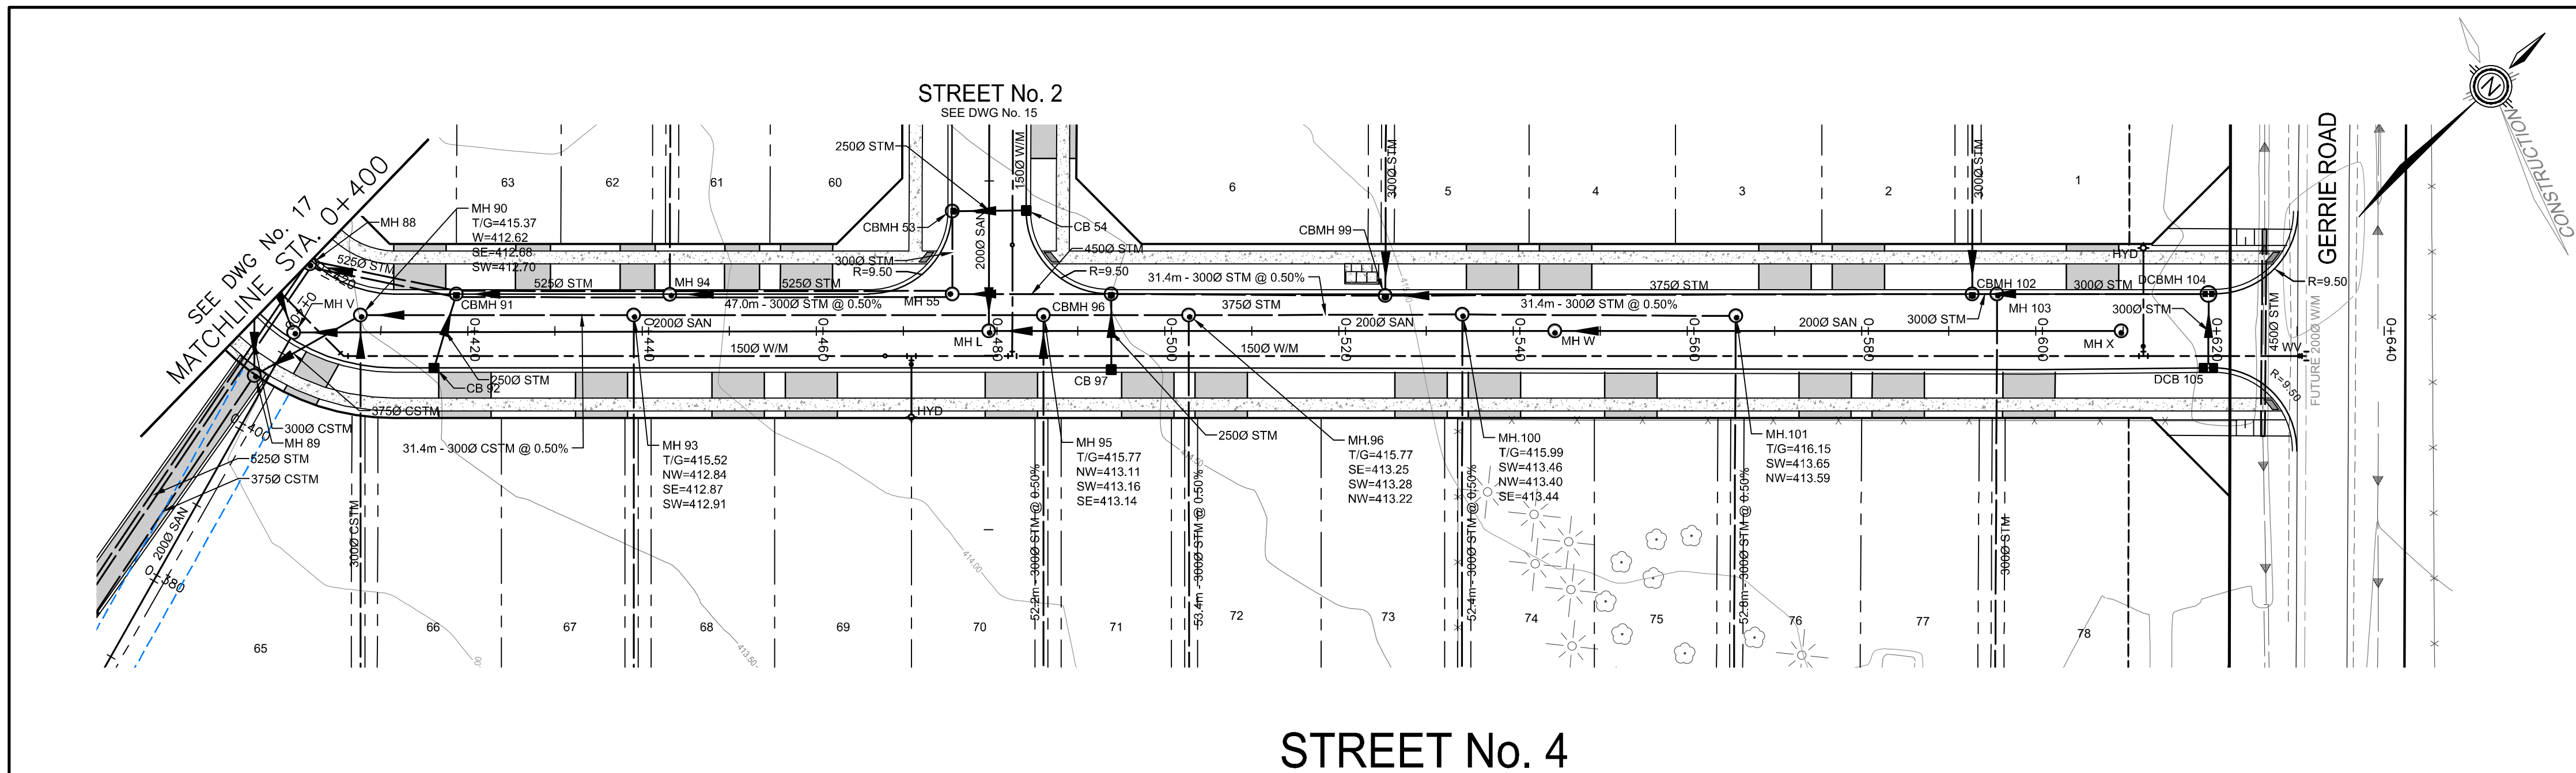 STREET No. 2
SEE DWG No. 15
GERRIE ROAD
N
CONSTRUCTION
SEE DWG No. 17
MATCHLINE STA. 0+400
63
62
61
60
6
5
4
3
2
1
250Ø STM
150Ø W/M
200Ø SAN
300Ø STM
300Ø STM
MH 88
MH 90
T/G=415.37
W=412.62
SE=412.68
SW=412.70
CBMH 53
CB 54
300Ø STM
R=9.50
450Ø STM
R=9.50
CBMH 99
HYD
R=9.50
525Ø STM
525Ø STM
MH 94
525Ø STM
47.0m - 300Ø STM @ 0.50%
MH 55
31.4m - 300Ø STM @ 0.50%
375Ø STM
375Ø STM
31.4m - 300Ø STM @ 0.50%
CBMH 102
300Ø STM
DCBMH 104
MH V
CBMH 91
CBMH 96
MH 103
300Ø STM
300Ø STM
450Ø STM
200Ø SAN
200Ø SAN
200Ø SAN
0+420
0+440
0+460
0+480
0+500
0+520
0+540
0+560
0+580
0+600
0+620
0+640
MH L
MH W
MH X
150Ø W/M
150Ø W/M
WV
FUTURE 200Ø W/M
CB 92
250Ø STM
CB 97
DCB 105
R=9.50
HYD
375Ø CSTM
300Ø CSTM
MH 89
525Ø STM
375Ø CSTM
0+400
200Ø SAN
0+380
31.4m - 300Ø CSTM @ 0.50%
300Ø CSTM
MH 93
T/G=415.52
NW=412.84
SE=412.87
SW=412.91
MH 95
T/G=415.77
NW=413.11
SW=413.16
SE=413.14
250Ø STM
MH.96
T/G=415.77
SE=413.25
SW=413.28
NW=413.22
MH.100
T/G=415.99
SW=413.46
NW=413.40
SE=413.44
MH.101
T/G=416.15
SW=413.65
NW=413.59
52.2m - 300Ø STM @ 0.50%
53.4m - 300Ø STM @ 0.50%
52.4m - 300Ø STM @ 0.50%
52.8m - 300Ø STM @ 0.50%
300Ø STM
414.50
414.00
413.50
65
66
67
68
69
70
71
72
73
74
75
76
77
78
STREET No. 4